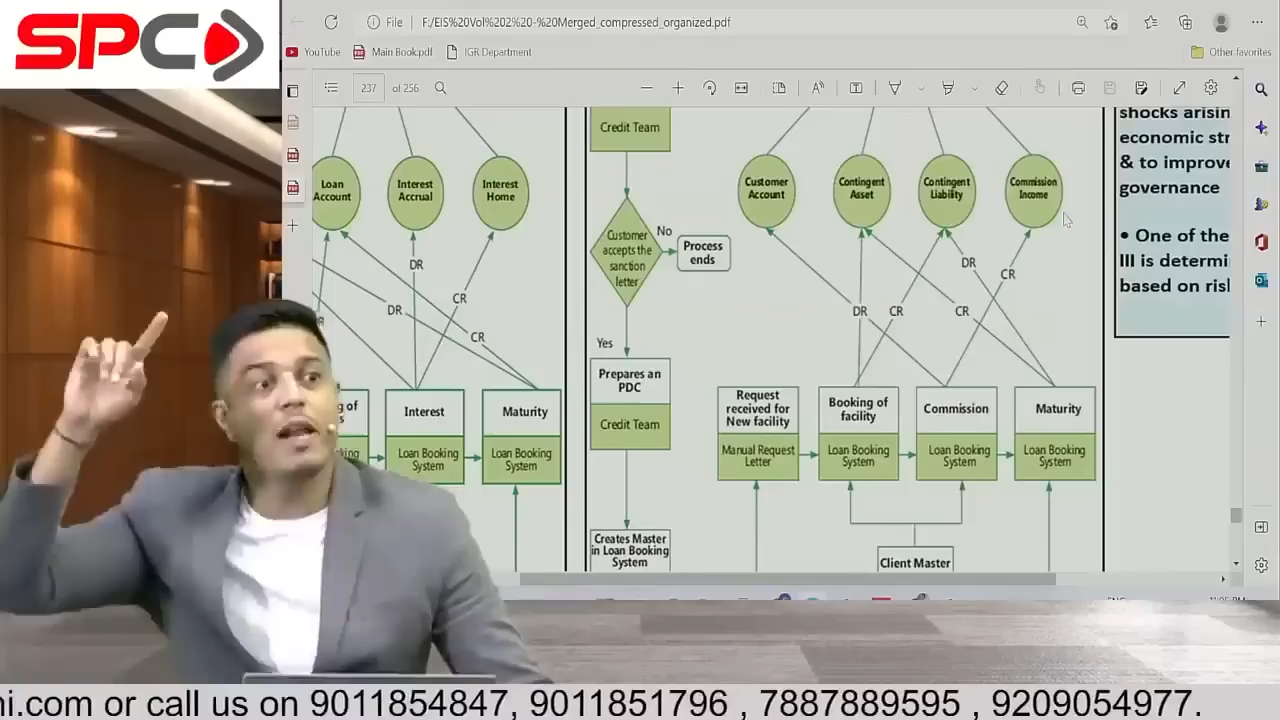 SPC
File
F:/EIS%20Vol%202%20-%20Merged_compressed_organized.pdf
YouTube
Main Book.pdf
IGR Department
Other favorites
237
of 256
Credit Team
shocks arisin
economic str
& to improve
governance
• One of the
III is determi
based on risk
Loan
Account
Interest
Accrual
Interest
Home
Customer
accepts the
sanction
letter
No
Process
ends
Customer
Account
Contingent
Asset
Contingent
Liability
Commission
Income
DR
CR
DR
CR
DR
CR
CR
DR
CR
Yes
Prepares an
PDC
Credit Team
Interest
Loan Booking
System
Maturity
Loan Booking
System
Request
received for
New facility
Manual Request
Letter
Booking of
facility
Loan Booking
System
Commission
Loan Booking
System
Maturity
Loan Booking
System
Creates Master
in Loan Booking
System
Client Master
ni.com or call us on 9011854847, 9011851796 , 7887889595 , 9209054977.